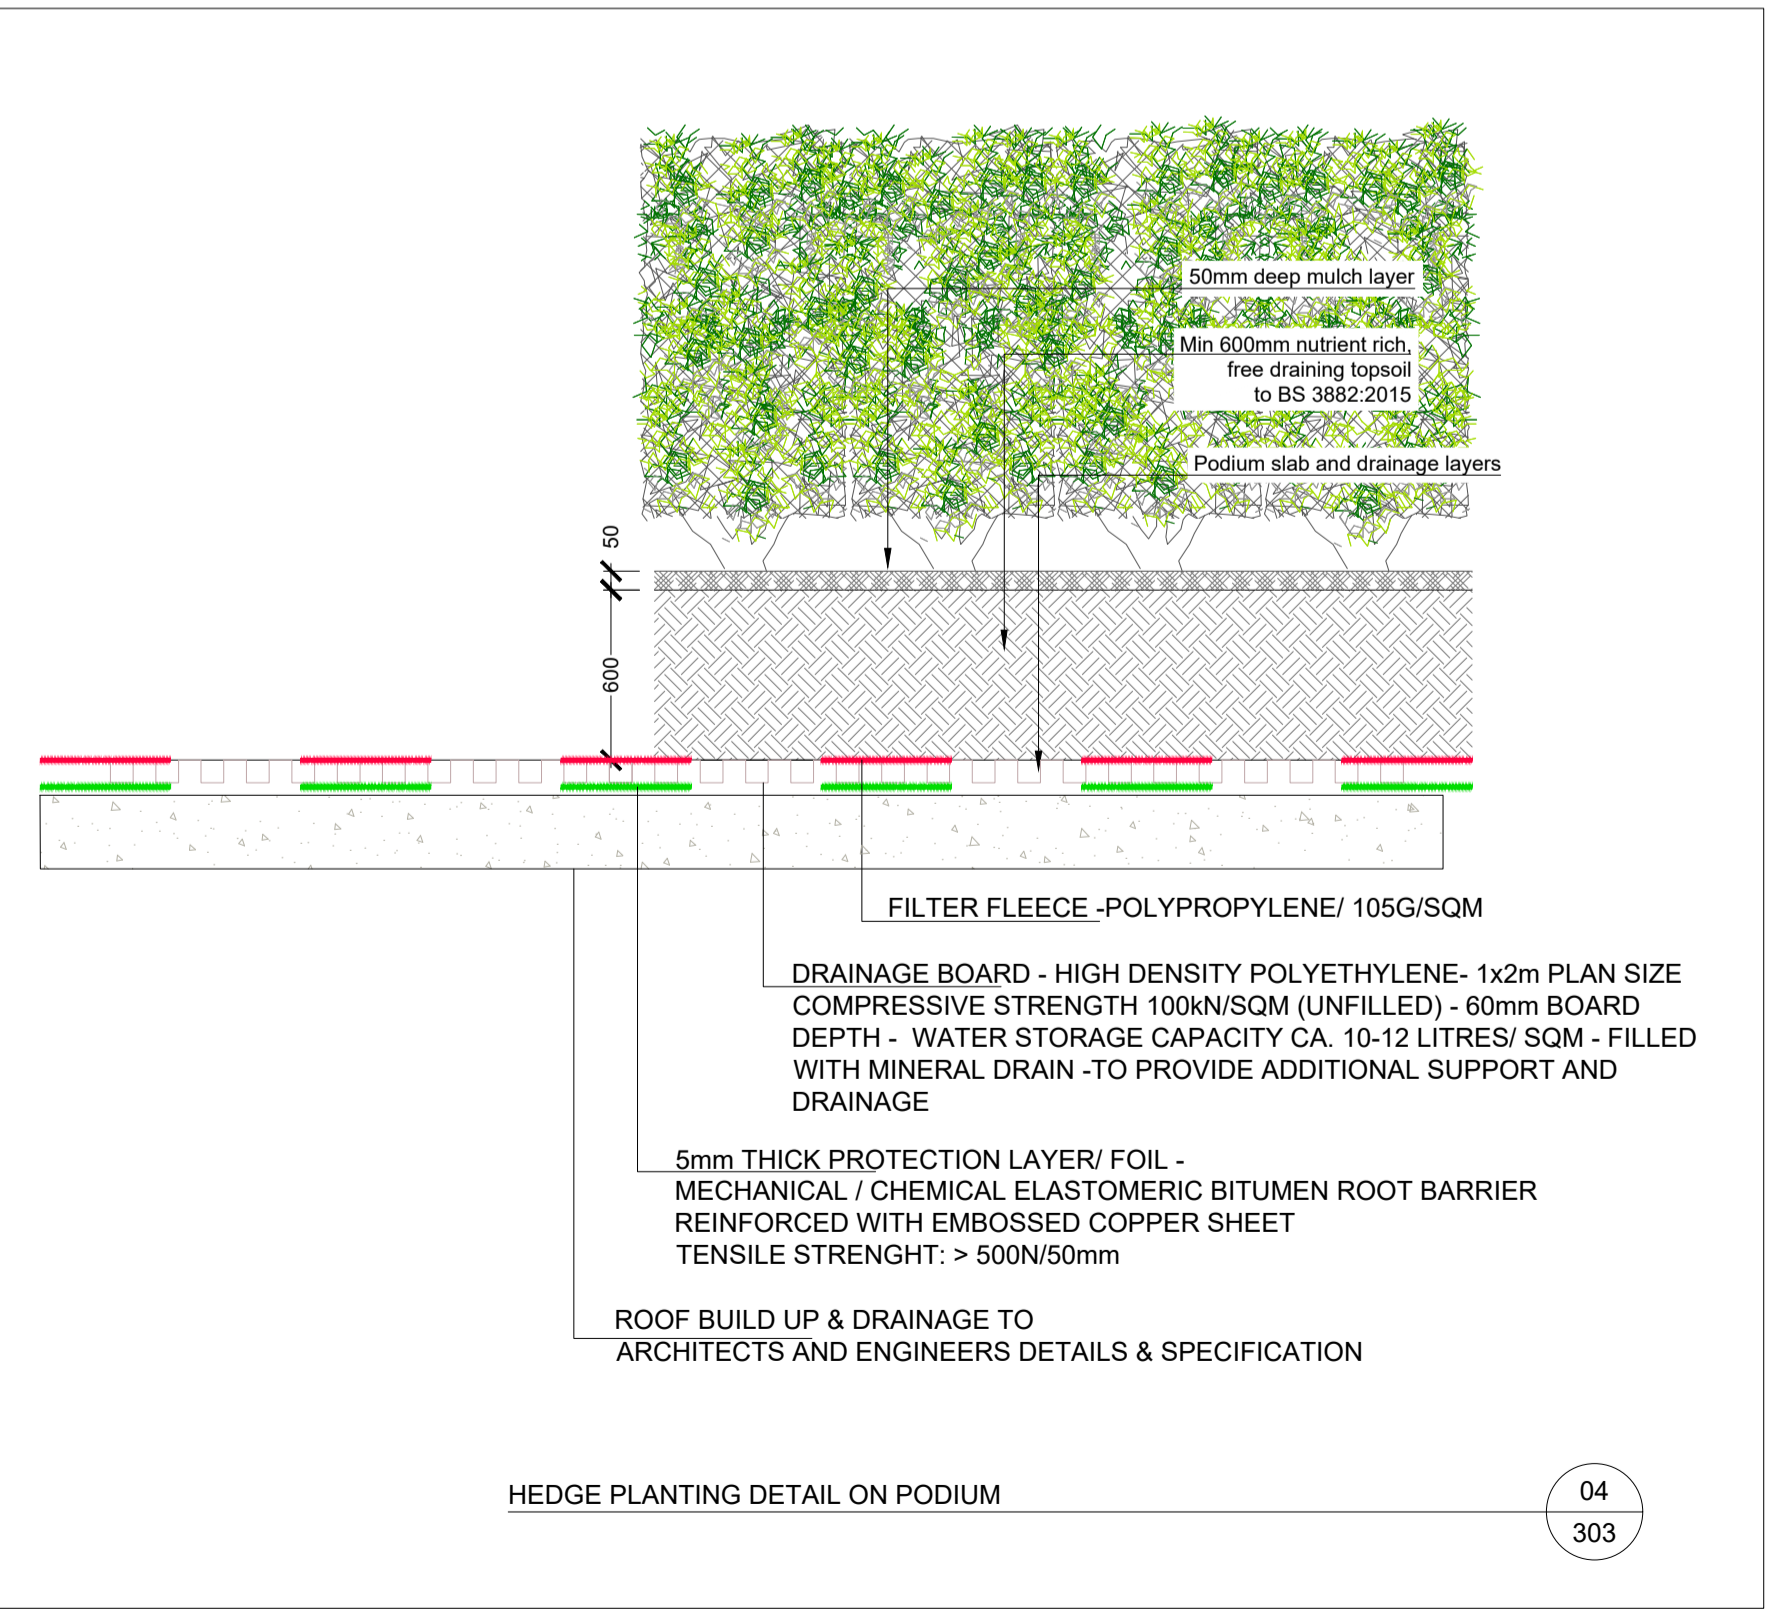 50mm deep mulch layer
Min 600mm nutrient rich,
free draining topsoil
to BS 3882:2015
Podium slab and drainage layers
50
600
FILTER FLEECE -POLYPROPYLENE/ 105G/SQM
DRAINAGE BOARD - HIGH DENSITY POLYETHYLENE- 1x2m PLAN SIZE
COMPRESSIVE STRENGTH 100kN/SQM (UNFILLED) - 60mm BOARD
DEPTH - WATER STORAGE CAPACITY CA. 10-12 LITRES/ SQM - FILLED
WITH MINERAL DRAIN -TO PROVIDE ADDITIONAL SUPPORT AND
DRAINAGE
5mm THICK PROTECTION LAYER/ FOIL -
MECHANICAL / CHEMICAL ELASTOMERIC BITUMEN ROOT BARRIER
REINFORCED WITH EMBOSSED COPPER SHEET
TENSILE STRENGHT: > 500N/50mm
ROOF BUILD UP & DRAINAGE TO
ARCHITECTS AND ENGINEERS DETAILS & SPECIFICATION
HEDGE PLANTING DETAIL ON PODIUM
04
303